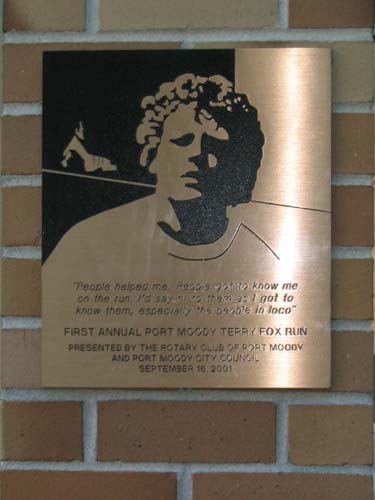 "People helped me. People got to know me
on the run. I'd say hi to them as I got to
know them, especially the people in loco"
FIRST ANNUAL PORT MOODY TERRY FOX RUN
PRESENTED BY THE ROTARY CLUB OF PORT MOODY
AND PORT MOODY CITY COUNCIL
SEPTEMBER 16, 2001